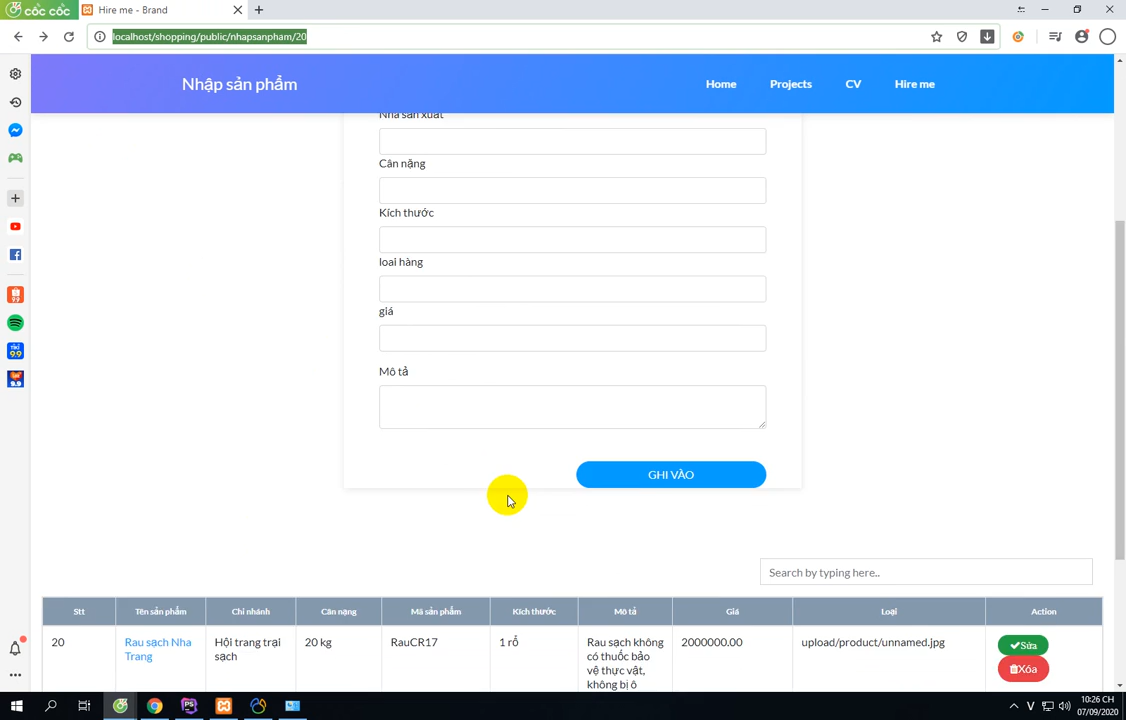 cốc cốc
Hire me - Brand
localhost/shopping/public/nhapsanpham/20
Nhập sản phẩm
Home Projects CV Hire me
Nhà sản xuất
Cân nặng
Kích thước
loai hàng
giá
Mô tả
GHI VÀO
Search by typing here..
Stt Tên sản phẩm Chi nhánh Cân nạng Mã sản phẩm Kích thước Mô tả Giá Loại Action
20 Rau sạch Nha Trang Hội trang trại sạch 20 kg RauCR17 1 rổ Rau sạch không có thuốc bảo vệ thực vật, không bị ô 2000000.00 upload/product/unnamed.jpg Sửa
Xóa
V
10:26 CH
07/09/2020